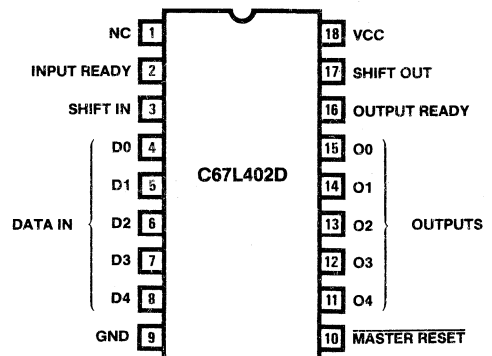 NC 1 18 VCC
INPUT READY 2 17 SHIFT OUT
SHIFT IN 3 16 OUTPUT READY
D0 4 15 O0
C67L402D
D1 5 14 O1
DATA IN D2 6 13 O2 OUTPUTS
D3 7 12 O3
D4 8 11 O4
GND 9 10 MASTER RESET